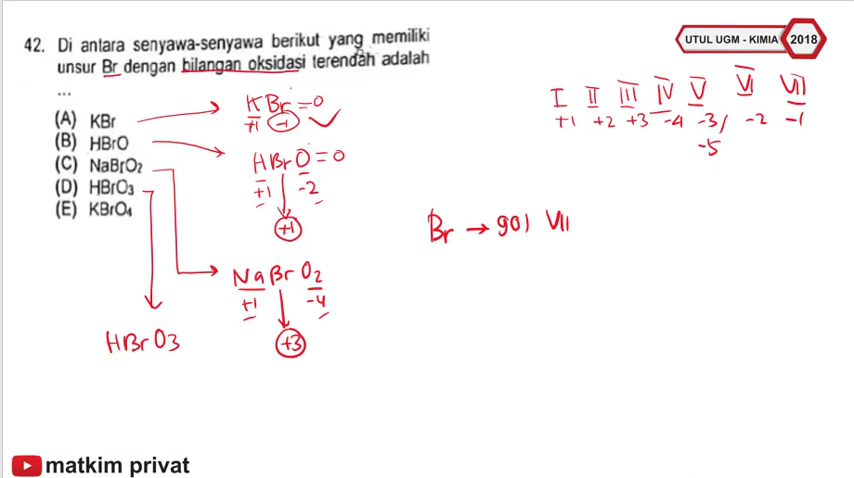 42. Di antara senyawa-senyawa berikut yang memiliki
unsur Br dengan bilangan oksidasi terendah adalah
...
(A) KBr
(B) HBrO
(C) NaBrO₂
(D) HBrO₃
(E) KBrO₄
UTUL UGM - KIMIA 2018
KBr = 0
+1 -1
HBrO = 0
+1 -2
+1
NaBrO2
+1 -4
+3
HBrO3
I II III IV V VI VII
+1 +2 +3 -4 -3/ -2 -1
-5
Br → gol VII
matkim privat